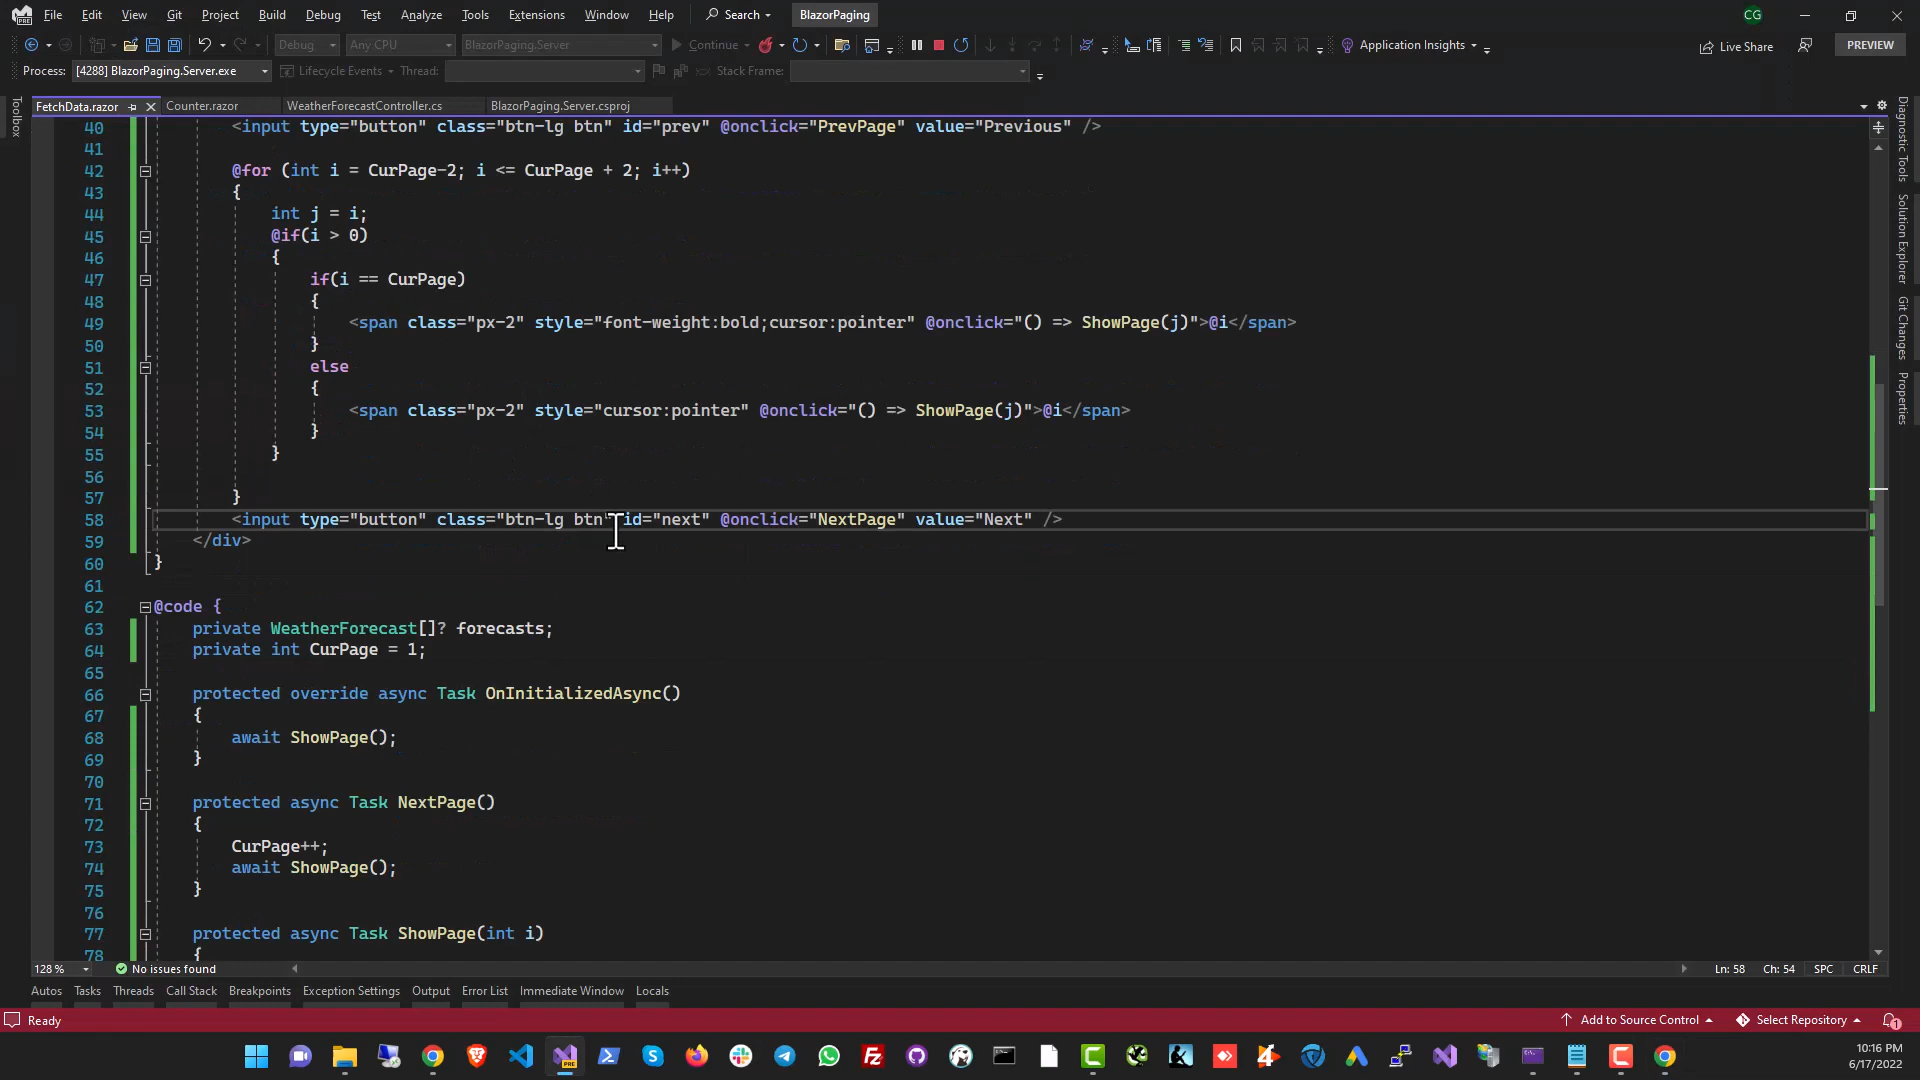 File Edit View Git Project Build Debug Test Analyze Tools Extensions Window Help Search BlazorPaging CG
Debug Any CPU BlazorPaging.Server Continue Application Insights Live Share PREVIEW
Process: [4288] BlazorPaging.Server.exe Lifecycle Events Thread: Stack Frame:
FetchData.razor Counter.razor WeatherForecastController.cs BlazorPaging.Server.csproj
Toolbox
Diagnostic Tools
Solution Explorer
Git Changes
Properties
40 <input type="button" class="btn-lg btn" id="prev" @onclick="PrevPage" value="Previous" />
41
42 @for (int i = CurPage-2; i <= CurPage + 2; i++)
43 {
44 int j = i;
45 @if(i > 0)
46 {
47 if(i == CurPage)
48 {
49 <span class="px-2" style="font-weight:bold;cursor:pointer" @onclick="() => ShowPage(j)">@i</span>
50 }
51 else
52 {
53 <span class="px-2" style="cursor:pointer" @onclick="() => ShowPage(j)">@i</span>
54 }
55 }
56
57 }
58 <input type="button" class="btn-lg btn" id="next" @onclick="NextPage" value="Next" />
59 </div>
60 }
61
62 @code {
63 private WeatherForecast[]? forecasts;
64 private int CurPage = 1;
65
66 protected override async Task OnInitializedAsync()
67 {
68 await ShowPage();
69 }
70
71 protected async Task NextPage()
72 {
73 CurPage++;
74 await ShowPage();
75 }
76
77 protected async Task ShowPage(int i)
78 {
128 % No issues found Ln: 58 Ch: 54 SPC CRLF
Autos Tasks Threads Call Stack Breakpoints Exception Settings Output Error List Immediate Window Locals
Ready Add to Source Control Select Repository 1
10:16 PM
6/17/2022